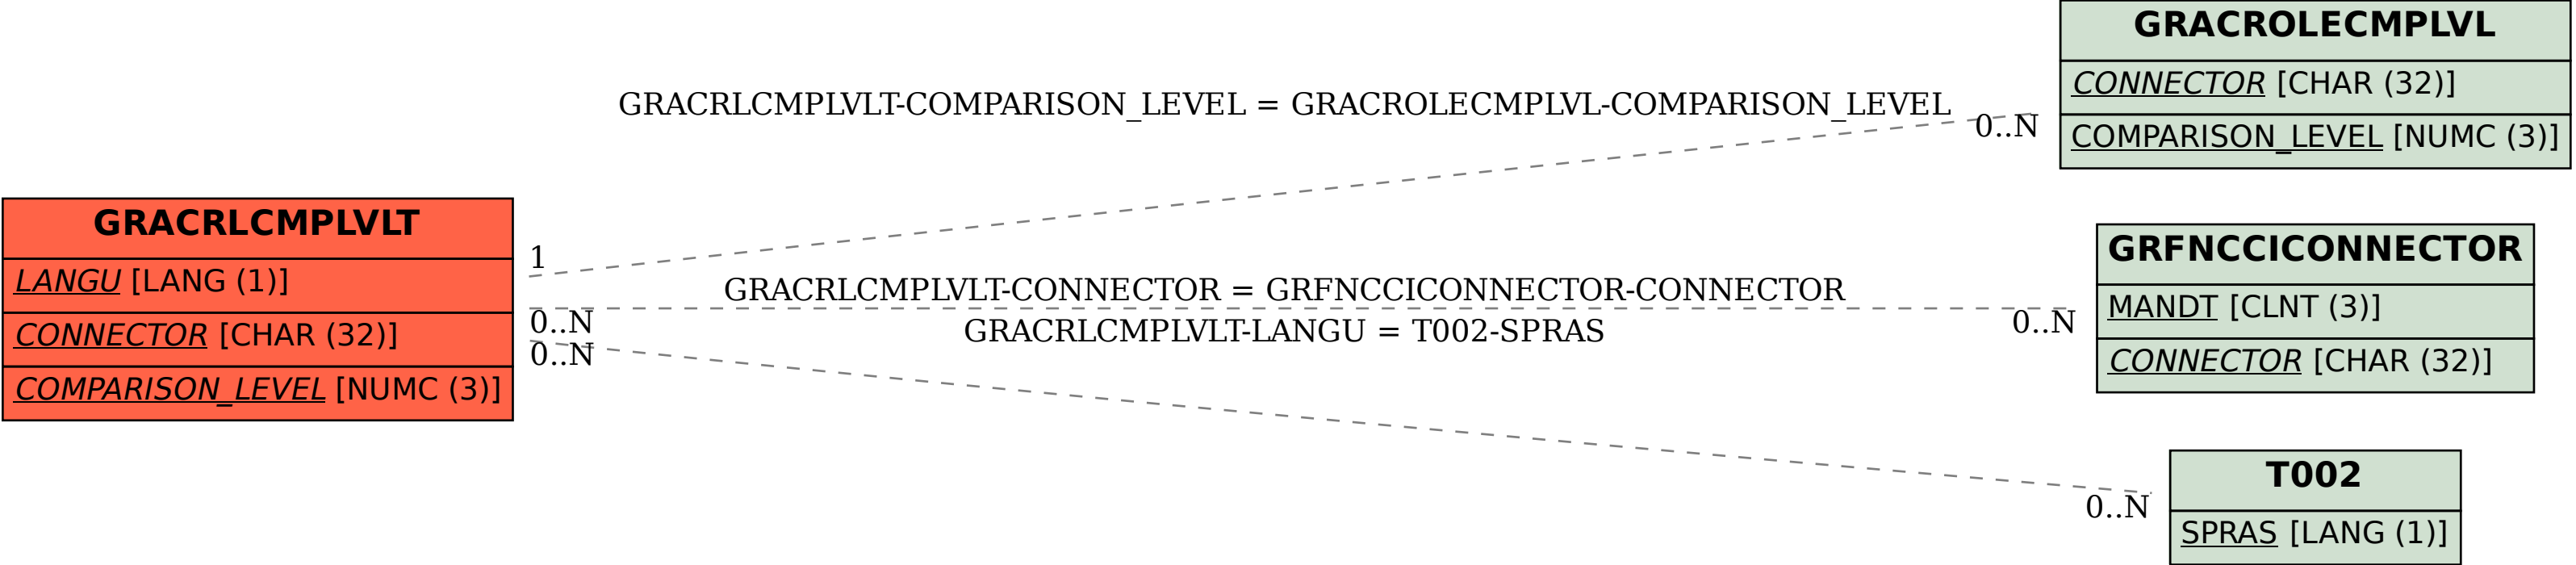 GRACROLECMPLVL
CONNECTOR [CHAR (32)]
COMPARISON_LEVEL [NUMC (3)]
GRACRLCMPLVLT-COMPARISON_LEVEL = GRACROLECMPLVL-COMPARISON_LEVEL
0..N
1
GRACRLCMPLVLT
LANGU [LANG (1)]
CONNECTOR [CHAR (32)]
COMPARISON_LEVEL [NUMC (3)]
GRACRLCMPLVLT-CONNECTOR = GRFNCCICONNECTOR-CONNECTOR
0..N
0..N
GRFNCCICONNECTOR
MANDT [CLNT (3)]
CONNECTOR [CHAR (32)]
GRACRLCMPLVLT-LANGU = T002-SPRAS
0..N
0..N
T002
SPRAS [LANG (1)]